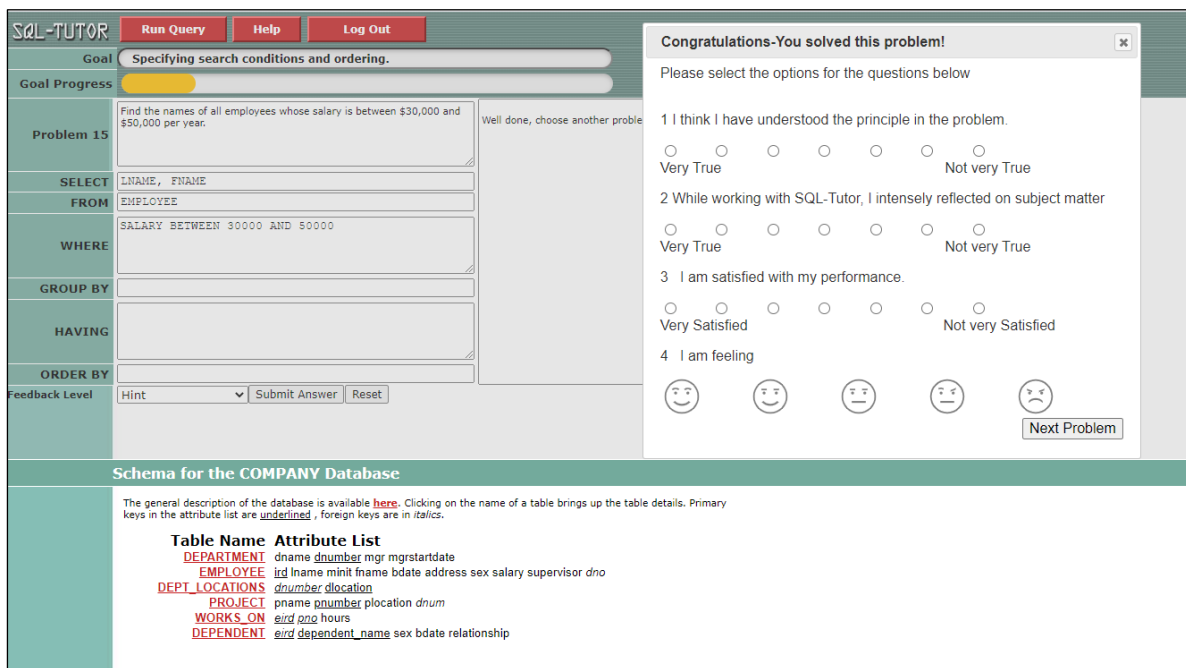 SQL-TUTOR
Run Query
Help
Log Out
Goal
Specifying search conditions and ordering.
Goal Progress
Problem 15
Find the names of all employees whose salary is between $30,000 and
$50,000 per year.
Well done, choose another proble
SELECT
LNAME, FNAME
FROM
EMPLOYEE
WHERE
SALARY BETWEEN 30000 AND 50000
GROUP BY
HAVING
ORDER BY
Feedback Level
Hint
Submit Answer
Reset
Congratulations-You solved this problem!
Please select the options for the questions below
1 I think I have understood the principle in the problem.
Very True Not very True
2 While working with SQL-Tutor, I intensely reflected on subject matter
Very True Not very True
3 I am satisfied with my performance.
Very Satisfied Not very Satisfied
4 I am feeling
Next Problem
Schema for the COMPANY Database
The general description of the database is available here. Clicking on the name of a table brings up the table details. Primary
keys in the attribute list are underlined , foreign keys are in italics.
Table Name Attribute List
DEPARTMENT dname dnumber mgr mgrstartdate
EMPLOYEE ird lname minit fname bdate address sex salary supervisor dno
DEPT_LOCATIONS dnumber dlocation
PROJECT pname pnumber plocation dnum
WORKS_ON eird pno hours
DEPENDENT eird dependent_name sex bdate relationship